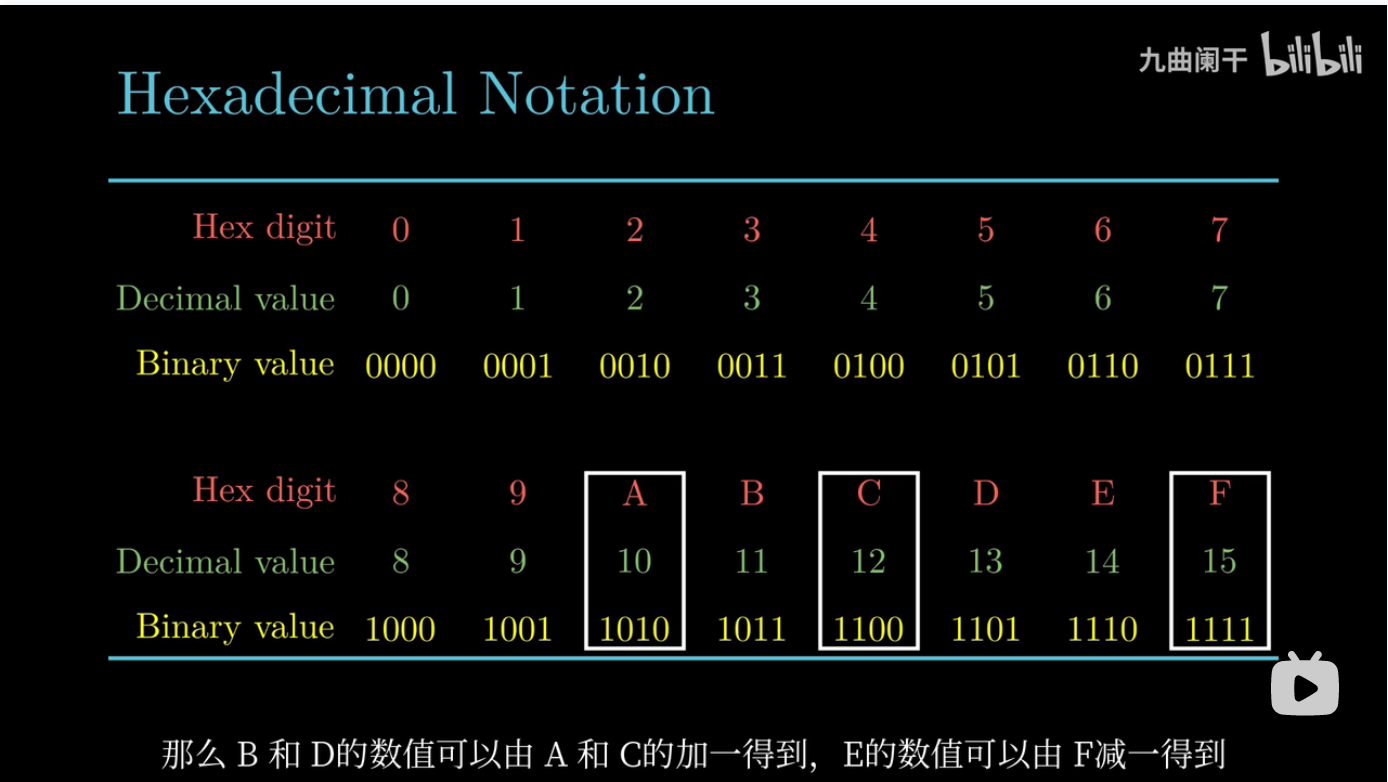 九曲阑干 bilibili
Hexadecimal Notation
Hex digit 0 1 2 3 4 5 6 7
Decimal value 0 1 2 3 4 5 6 7
Binary value 0000 0001 0010 0011 0100 0101 0110 0111
Hex digit 8 9 A B C D E F
Decimal value 8 9 10 11 12 13 14 15
Binary value 1000 1001 1010 1011 1100 1101 1110 1111
那么 B 和 D的数值可以由 A 和 C的加一得到，E的数值可以由 F减一得到